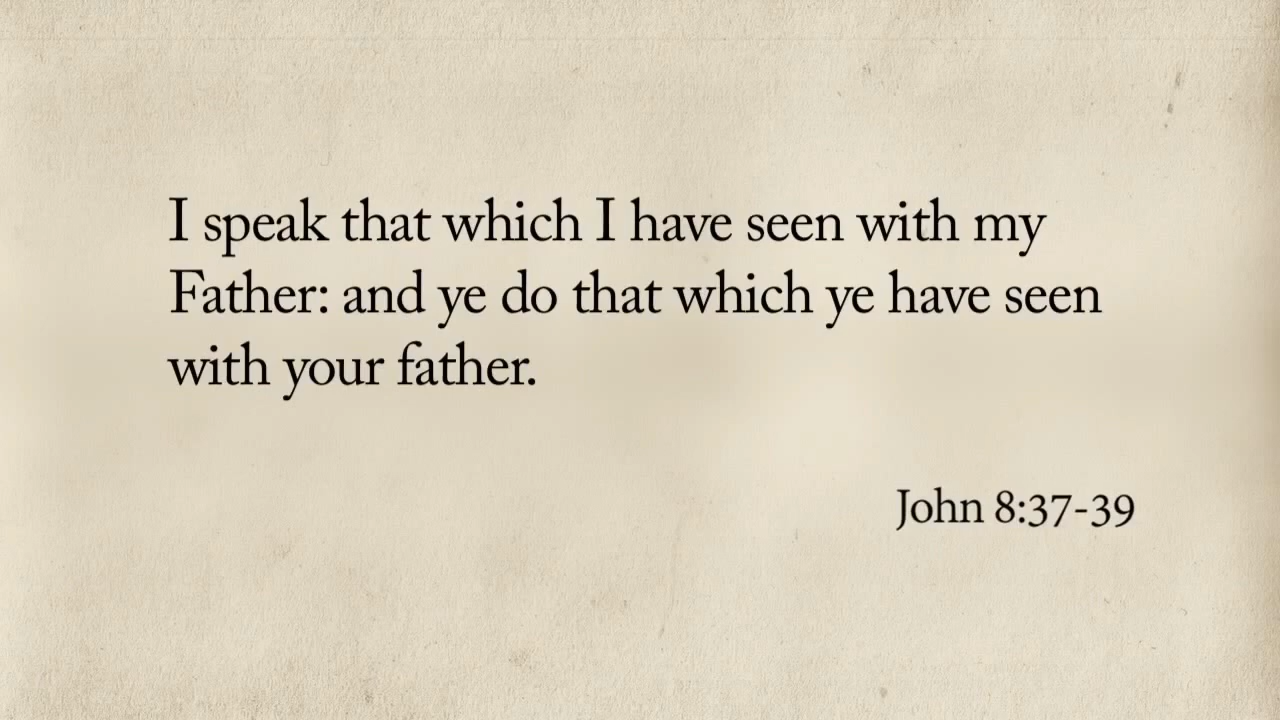 I speak that which I have seen with my
Father: and ye do that which ye have seen
with your father.
John 8:37-39